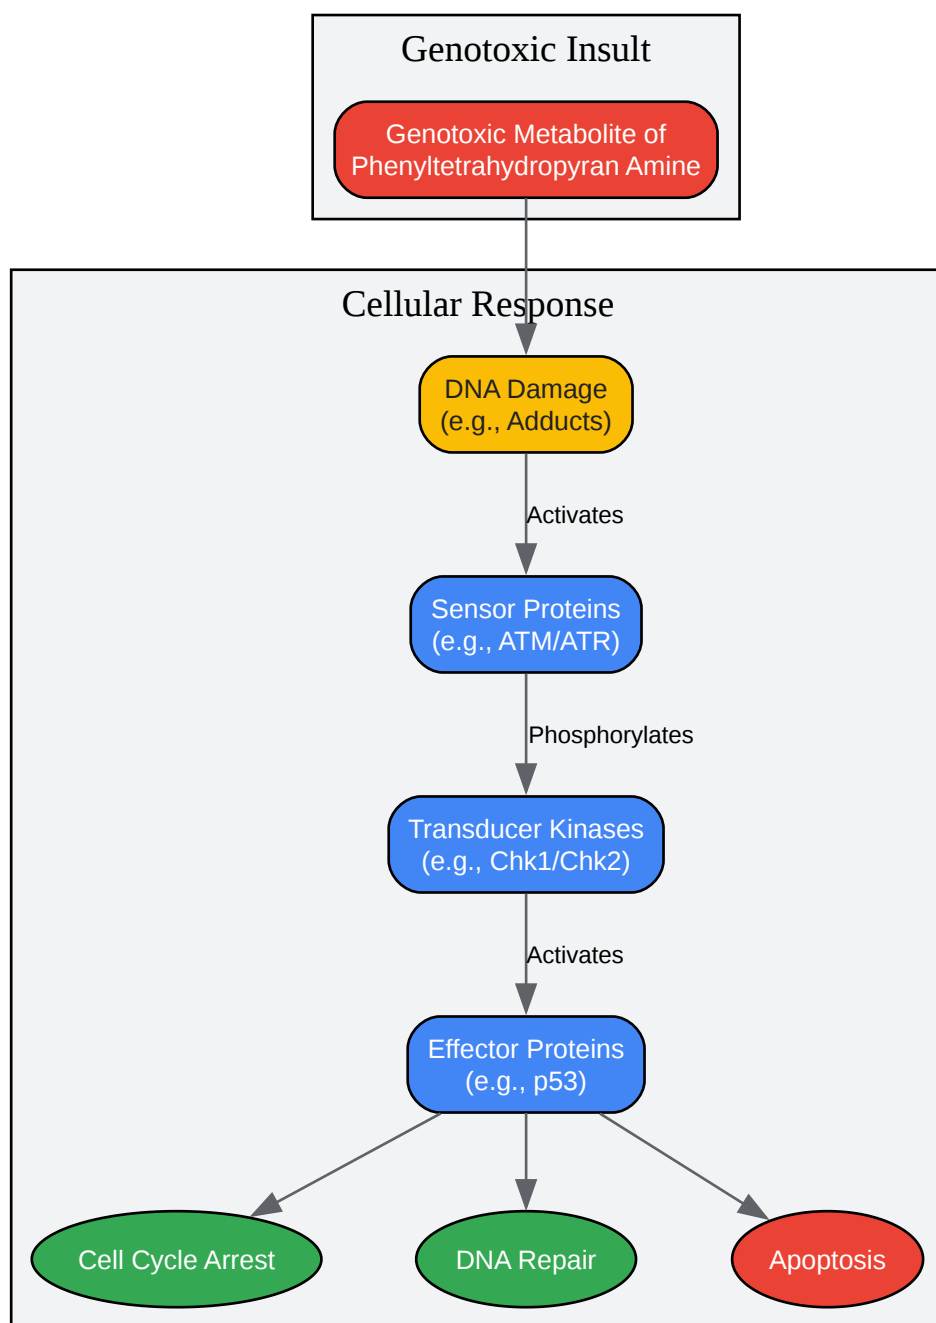 Genotoxic Insult
Genotoxic Metabolite of
Phenyltetrahydropyran Amine
Cellular Response
DNA Damage
(e.g., Adducts)
Activates
Sensor Proteins
(e.g., ATM/ATR)
Phosphorylates
Transducer Kinases
(e.g., Chk1/Chk2)
Activates
Effector Proteins
(e.g., p53)
Cell Cycle Arrest
DNA Repair
Apoptosis